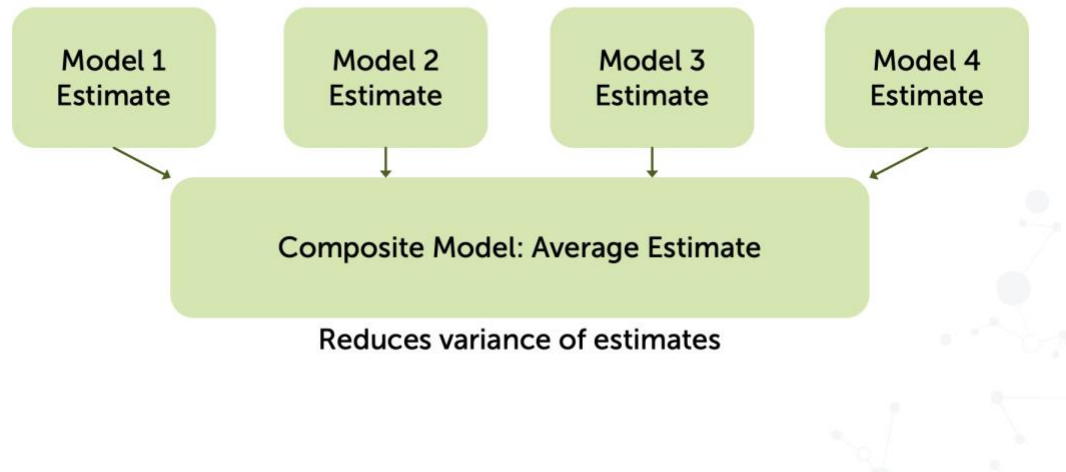 Model 1
Estimate
Model 2
Estimate
Model 3
Estimate
Model 4
Estimate
Composite Model: Average Estimate
Reduces variance of estimates